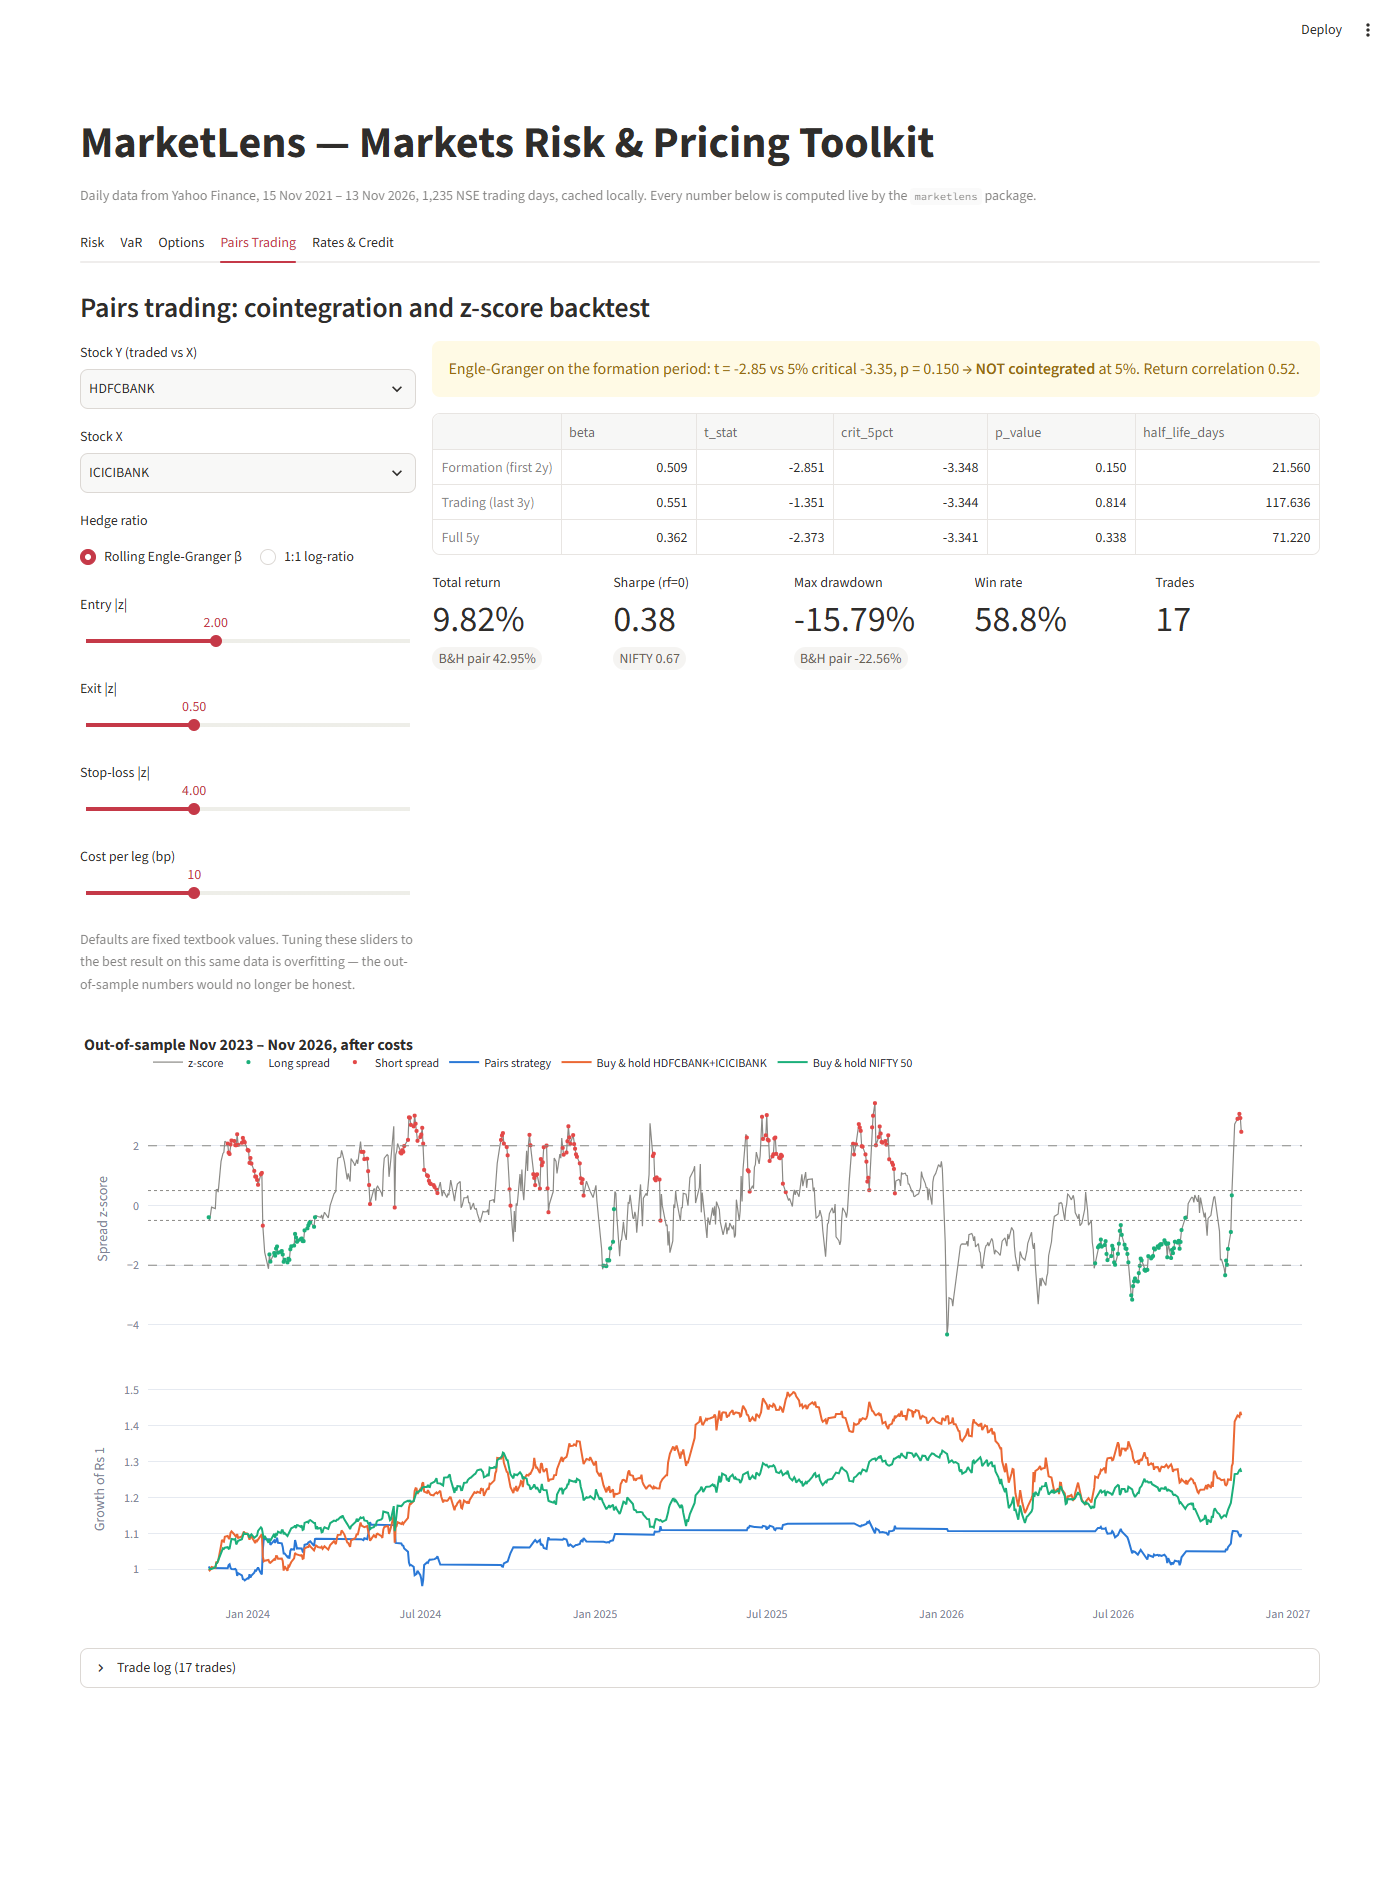 Deploy
MarketLens — Markets Risk & Pricing Toolkit
Daily data from Yahoo Finance, 15 Nov 2021 – 13 Nov 2026, 1,235 NSE trading days, cached locally. Every number below is computed live by the marketlens package.
Risk VaR Options Pairs Trading Rates & Credit
Pairs trading: cointegration and z-score backtest
Stock Y (traded vs X)
HDFCBANK
Stock X
ICICIBANK
Hedge ratio
Rolling Engle-Granger β 1:1 log-ratio
Entry |z|
2.00
Exit |z|
0.50
Stop-loss |z|
4.00
Cost per leg (bp)
10
Defaults are fixed textbook values. Tuning these sliders to
the best result on this same data is overfitting — the out-
of-sample numbers would no longer be honest.
Engle-Granger on the formation period: t = -2.85 vs 5% critical -3.35, p = 0.150 → NOT cointegrated at 5%. Return correlation 0.52.
beta t_stat crit_5pct p_value half_life_days
Formation (first 2y) 0.509 -2.851 -3.348 0.150 21.560
Trading (last 3y) 0.551 -1.351 -3.344 0.814 117.636
Full 5y 0.362 -2.373 -3.341 0.338 71.220
Total return Sharpe (rf=0) Max drawdown Win rate Trades
9.82% 0.38 -15.79% 58.8% 17
B&H pair 42.95% NIFTY 0.67 B&H pair -22.56%
Out-of-sample Nov 2023 – Nov 2026, after costs
z-score Long spread Short spread Pairs strategy Buy & hold HDFCBANK+ICICIBANK Buy & hold NIFTY 50
Spread z-score
2
0
−2
−4
Growth of Rs 1
1.5
1.4
1.3
1.2
1.1
1
Jan 2024 Jul 2024 Jan 2025 Jul 2025 Jan 2026 Jul 2026 Jan 2027
Trade log (17 trades)